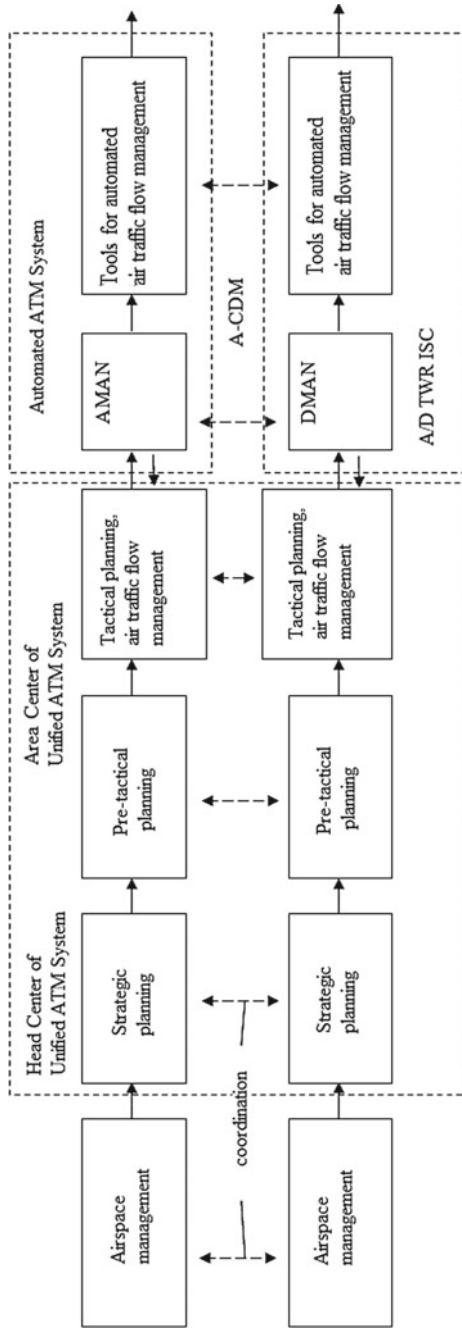 Head Center of
Unified ATM System
Area Center of
Unified ATM System
Automated ATM System
Airspace
management
Strategic
planning
Pre-tactical
planning
Tactical planning,
air traffic flow
management
AMAN
Tools for automated
air traffic flow management
coordination
A-CDM
Airspace
management
Strategic
planning
Pre-tactical
planning
Tactical planning,
air traffic flow
management
DMAN
Tools for automated
air traffic flow management
A/D TWR ISC